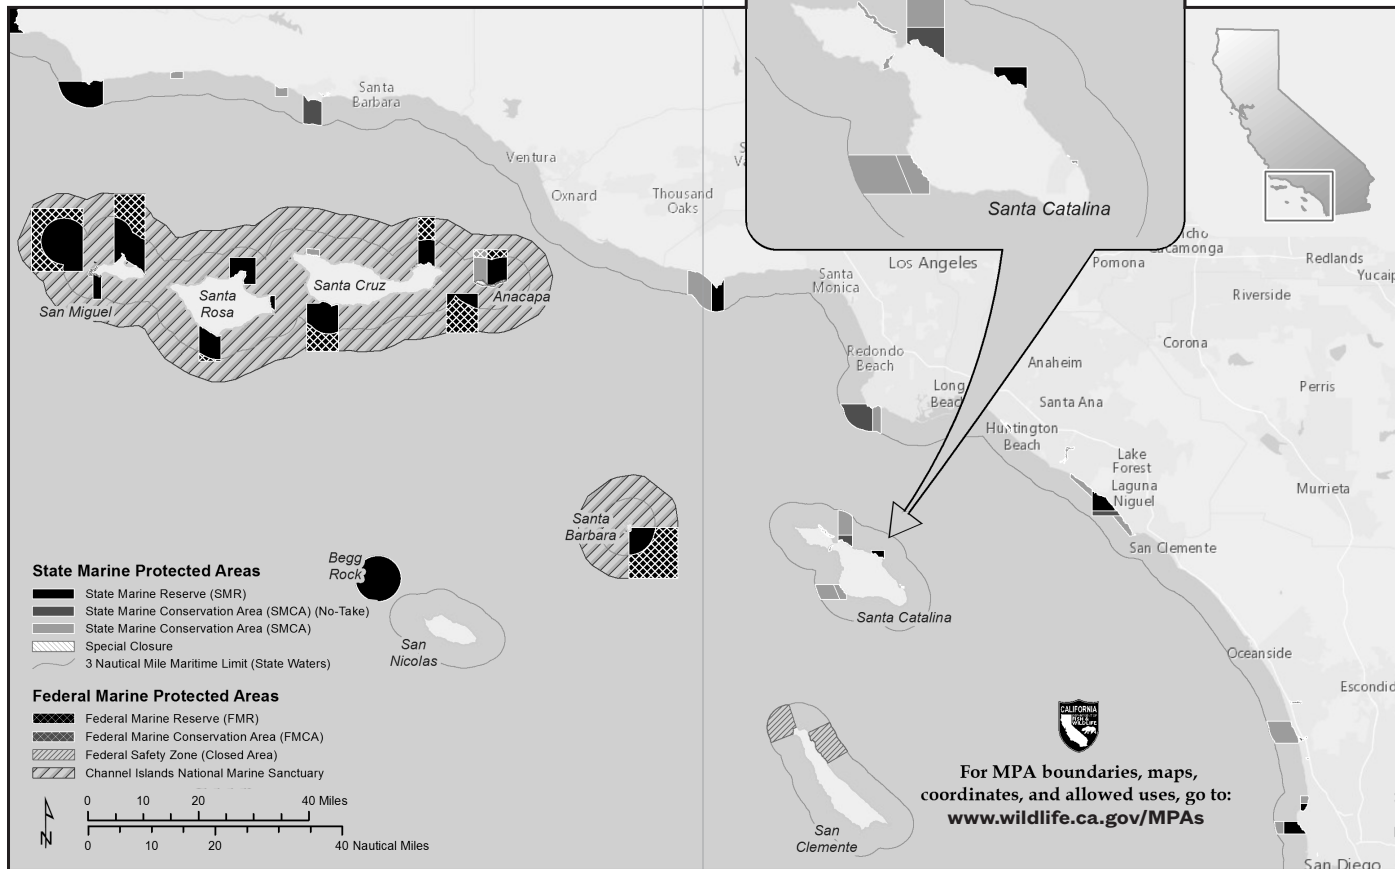 Santa
Barbara
Ventura
Oxnard
Thousand
Oaks
Santa Catalina
Los Angeles
Pomona
Redlands
Riverside
Santa
Monica
San Miguel
Santa
Rosa
Santa Cruz
Anacapa
Redondo
Beach
Corona
Anaheim
Perris
Long
Beach
Santa Ana
Huntington
Beach
Lake
Forest
Laguna
Niguel
Murrieta
San Clemente
Santa
Barbara
Begg
Rock
San
Nicolas
Santa Catalina
Oceanside
San
Clemente
San Diego
State Marine Protected Areas
State Marine Reserve (SMR)
State Marine Conservation Area (SMCA) (No-Take)
State Marine Conservation Area (SMCA)
Special Closure
3 Nautical Mile Maritime Limit (State Waters)
Federal Marine Protected Areas
Federal Marine Reserve (FMR)
Federal Marine Conservation Area (FMCA)
Federal Safety Zone (Closed Area)
Channel Islands National Marine Sanctuary
N
0 10 20 40 Miles
0 10 20 40 Nautical Miles
CALIFORNIA
FISH &
WILDLIFE
For MPA boundaries, maps,
coordinates, and allowed uses, go to:
www.wildlife.ca.gov/MPAs